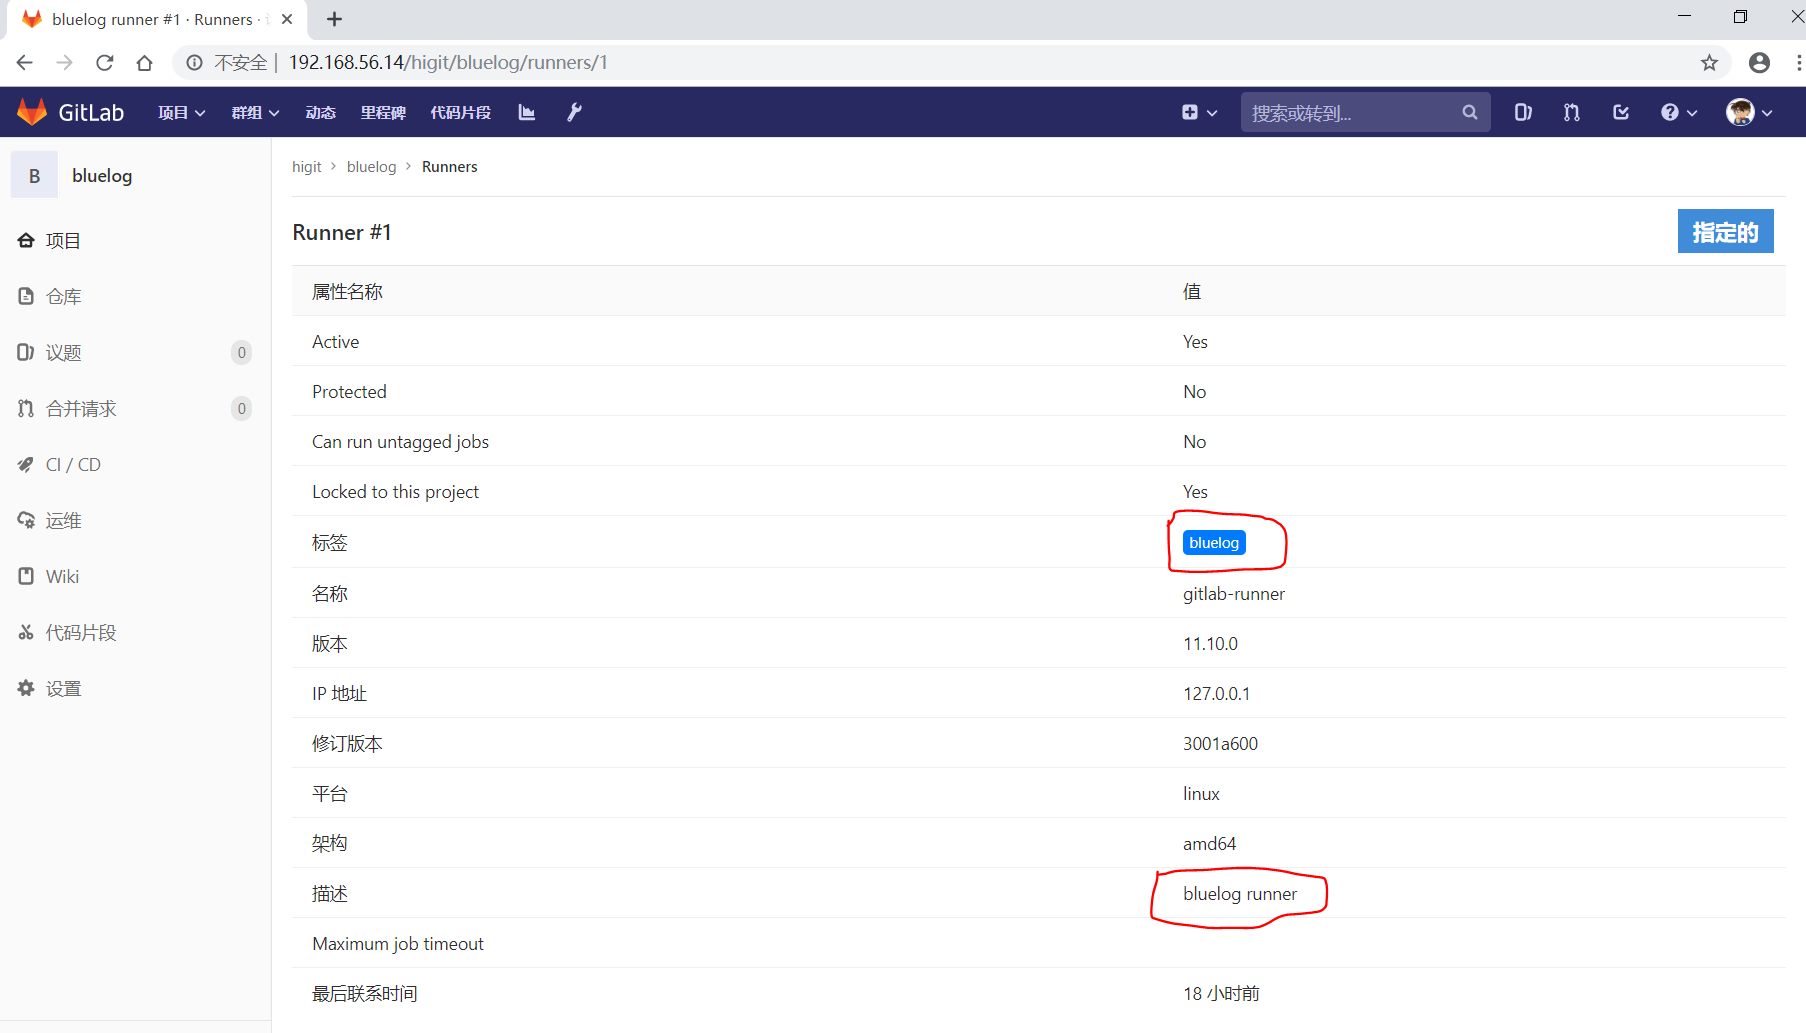 bluelog runner #1 · Runners ·
不安全 | 192.168.56.14/higit/bluelog/runners/1
GitLab 项目 群组 动态 里程碑 代码片段 搜索或转到...
B bluelog
项目
仓库
议题 0
合并请求 0
CI / CD
运维
Wiki
代码片段
设置
higit > bluelog > Runners
Runner #1 指定的
属性名称 值
Active Yes
Protected No
Can run untagged jobs No
Locked to this project Yes
标签 bluelog
名称 gitlab-runner
版本 11.10.0
IP 地址 127.0.0.1
修订版本 3001a600
平台 linux
架构 amd64
描述 bluelog runner
Maximum job timeout
最后联系时间 18 小时前